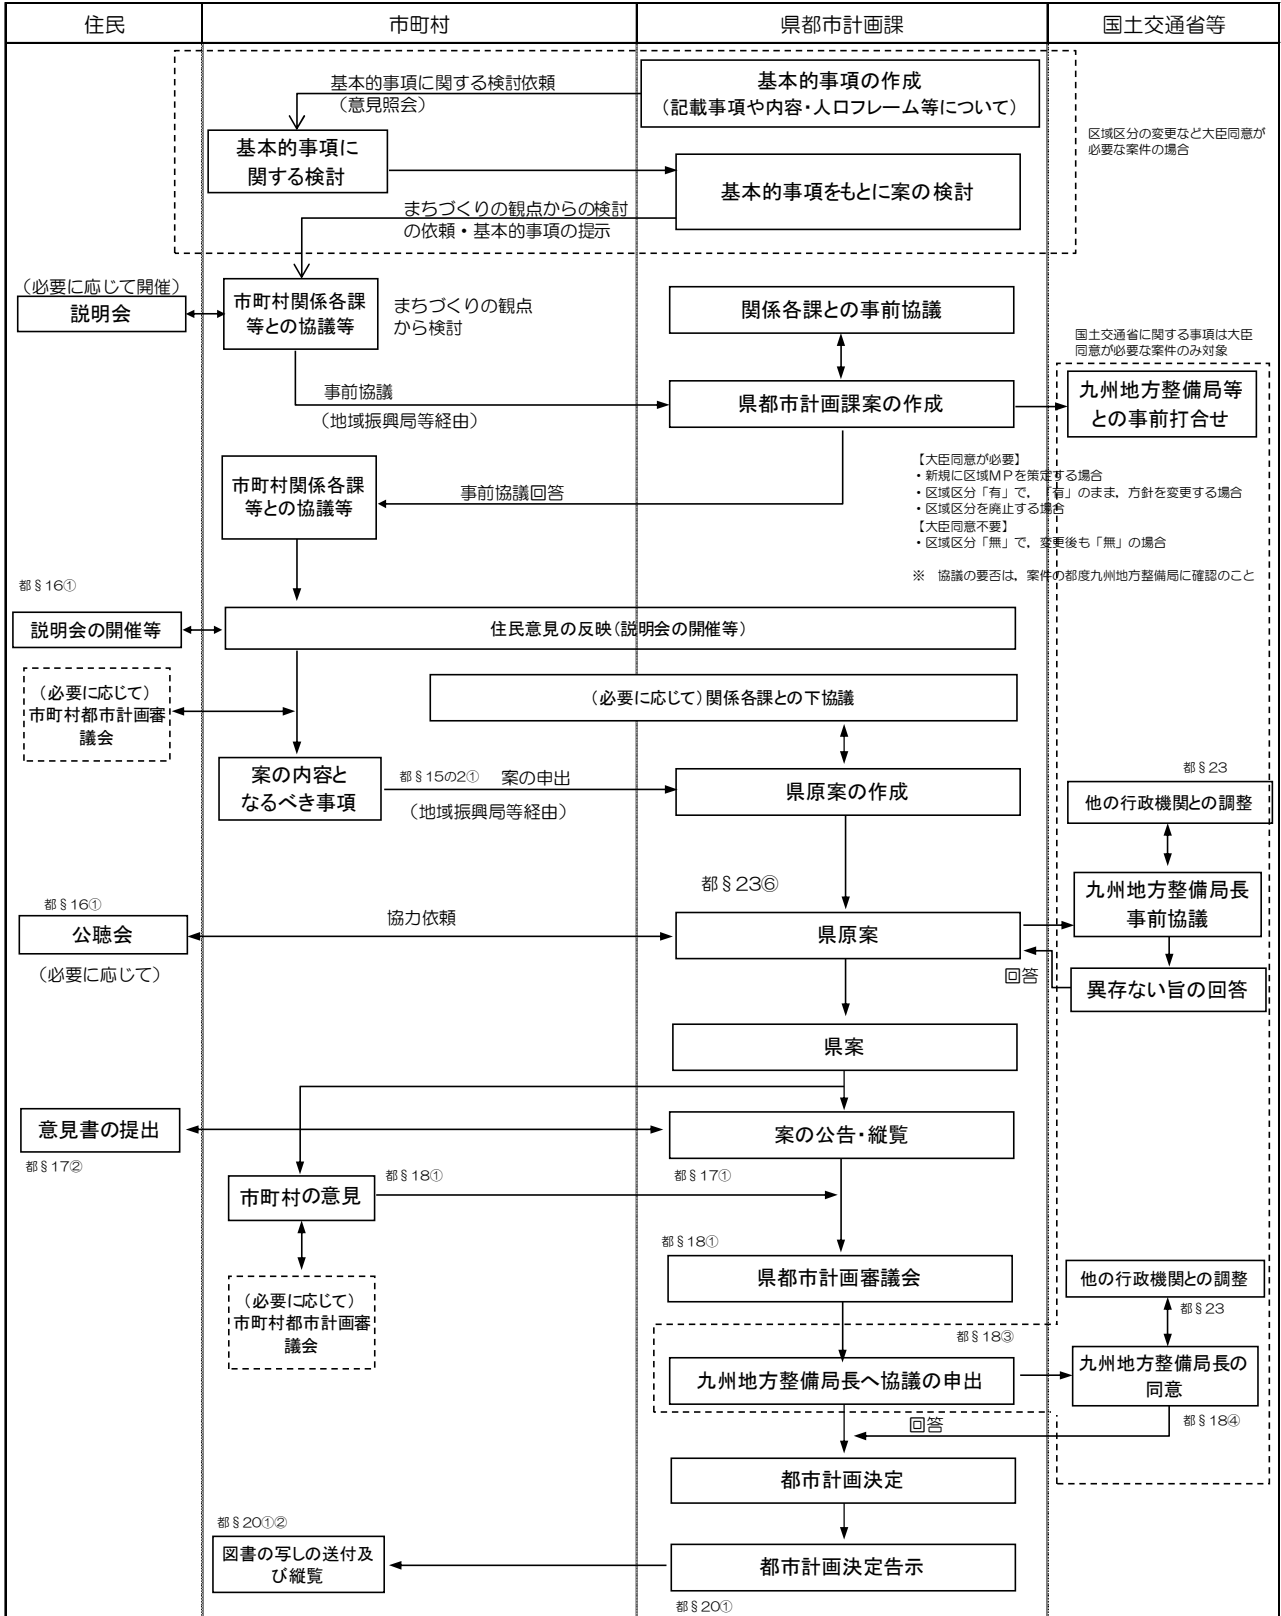 住民
市町村
県都市計画課
国土交通省等
基本的事項に関する検討依頼
（意見照会）
基本的事項の作成
（記載事項や内容・人口フレーム等について）
区域区分の変更など大臣同意が
必要な案件の場合
基本的事項に
関する検討
基本的事項をもとに案の検討
まちづくりの観点からの検討
の依頼・基本的事項の提示
（必要に応じて開催）
説明会
市町村関係各課
等との協議等
まちづくりの観点
から検討
関係各課との事前協議
国土交通省に関する事項は大臣
同意が必要な案件のみ対象
事前協議
（地域振興局等経由）
県都市計画課案の作成
九州地方整備局等
との事前打合せ
市町村関係各課
等との協議等
事前協議回答
【大臣同意が必要】
・新規に区域ＭＰを策定する場合
・区域区分「有」で，「有」のまま，方針を変更する場合
・区域区分を廃止する場合
【大臣同意不要】
・区域区分「無」で，変更後も「無」の場合
※　協議の要否は，案件の都度九州地方整備局に確認のこと
都§16①
説明会の開催等
住民意見の反映（説明会の開催等）
（必要に応じて）
市町村都市計画審
議会
（必要に応じて）関係各課との下協議
案の内容と
なるべき事項
都§15の2①　案の申出
（地域振興局等経由）
県原案の作成
都§23
他の行政機関との調整
都§23⑥
九州地方整備局長
事前協議
都§16①
公聴会
（必要に応じて）
協力依頼
県原案
回答
異存ない旨の回答
県案
意見書の提出
都§17②
案の公告・縦覧
都§18①
都§17①
市町村の意見
都§18①
県都市計画審議会
他の行政機関との調整
都§23
（必要に応じて）
市町村都市計画審
議会
都§18③
九州地方整備局長へ協議の申出
九州地方整備局長の
同意
都§18④
回答
都市計画決定
都§20①②
図書の写しの送付及
び縦覧
都市計画決定告示
都§20①